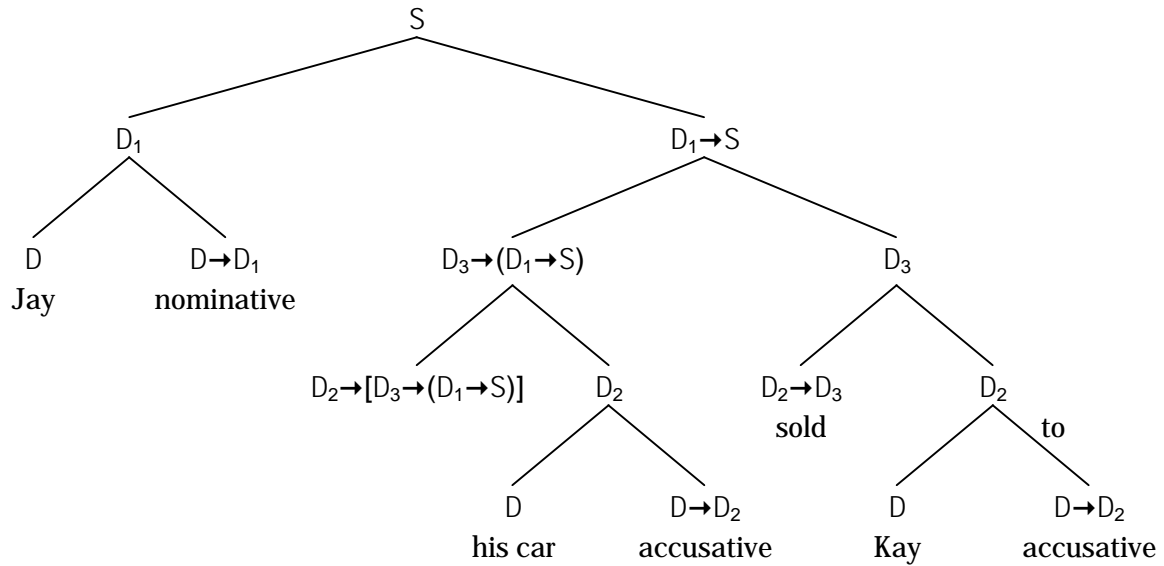 S
D₁ D₁→S
D D→D₁ D₃→(D₁→S) D₃
Jay nominative
D₂→[D₃→(D₁→S)] D₂ D₂→D₃ D₂
sold to
D D→D₂ D D→D₂
his car accusative Kay accusative